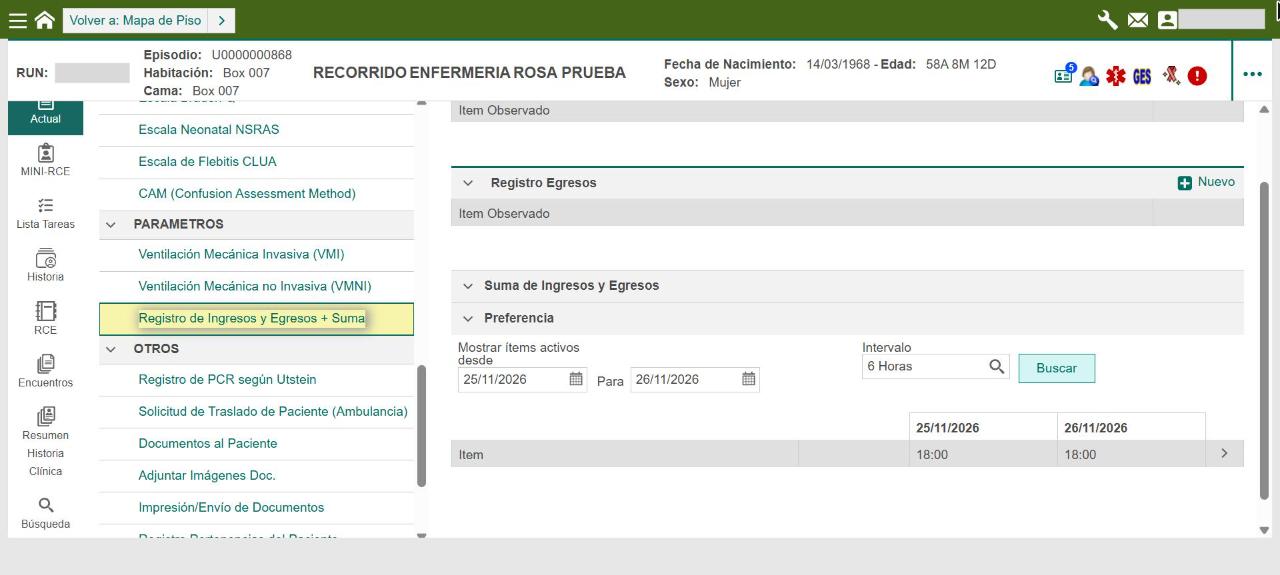 Volver a: Mapa de Piso
RUN:
Episodio: U0000000868
Habitación: Box 007
Cama: Box 007
RECORRIDO ENFERMERIA ROSA PRUEBA
Fecha de Nacimiento: 14/03/1968 - Edad: 58A 8M 12D
Sexo: Mujer
5
GES
Actual
MINI-RCE
Lista Tareas
Historia
RCE
Encuentros
Resumen
Historia
Clínica
Búsqueda
Escala Neonatal NSRAS
Escala de Flebitis CLUA
CAM (Confusion Assessment Method)
PARAMETROS
Ventilación Mecánica Invasiva (VMI)
Ventilación Mecánica no Invasiva (VMNI)
Registro de Ingresos y Egresos + Suma
OTROS
Registro de PCR según Utstein
Solicitud de Traslado de Paciente (Ambulancia)
Documentos al Paciente
Adjuntar Imágenes Doc.
Impresión/Envío de Documentos
Item Observado
Registro Egresos
Nuevo
Item Observado
Suma de Ingresos y Egresos
Preferencia
Mostrar ítems activos
desde
25/11/2026
Para
26/11/2026
Intervalo
6 Horas
Buscar
25/11/2026 26/11/2026
Item 18:00 18:00